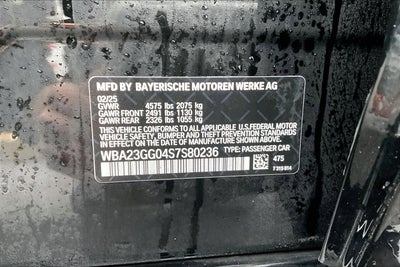 MFD BY BAYERISCHE MOTOREN WERKE AG
02/25
GVWR 4575 lbs 2075 kg
GAWR FRONT 2491 lbs 1130 kg
GAWR REAR 2326 lbs 1055 kg
THIS VEHICLE CONFORMS TO ALL APPLICABLE U.S.FEDERAL MOTOR
VEHICLE SAFETY, BUMPER, AND THEFT PREVENTION STANDARDS
IN EFFECT ON THE DATE OF MANUFACTURE SHOWN ABOVE.
WBA23GG04S7S80236 TYPE: PASSENGER CAR
475